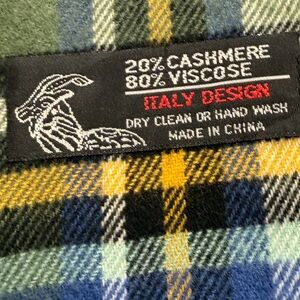 20% CASHMERE
80% VISCOSE
ITALY DESIGN
DRY CLEAN OR HAND WASH
MADE IN CHINA